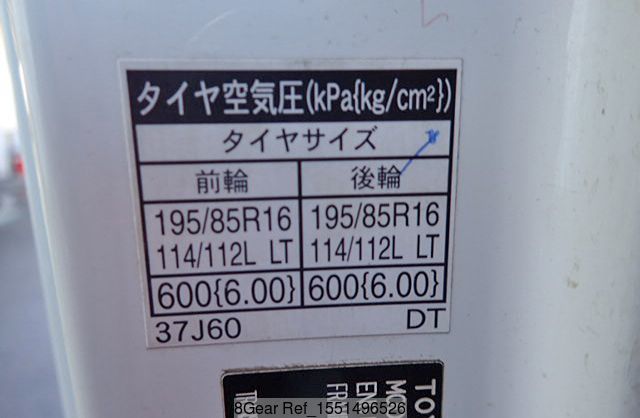 タイヤ空気圧(kPa{kg/cm²})
タイヤサイズ
前輪 後輪
195/85R16 195/85R16
114/112L LT 114/112L LT
600{6.00} 600{6.00}
37J60 DT
8Gear Ref_1551496526